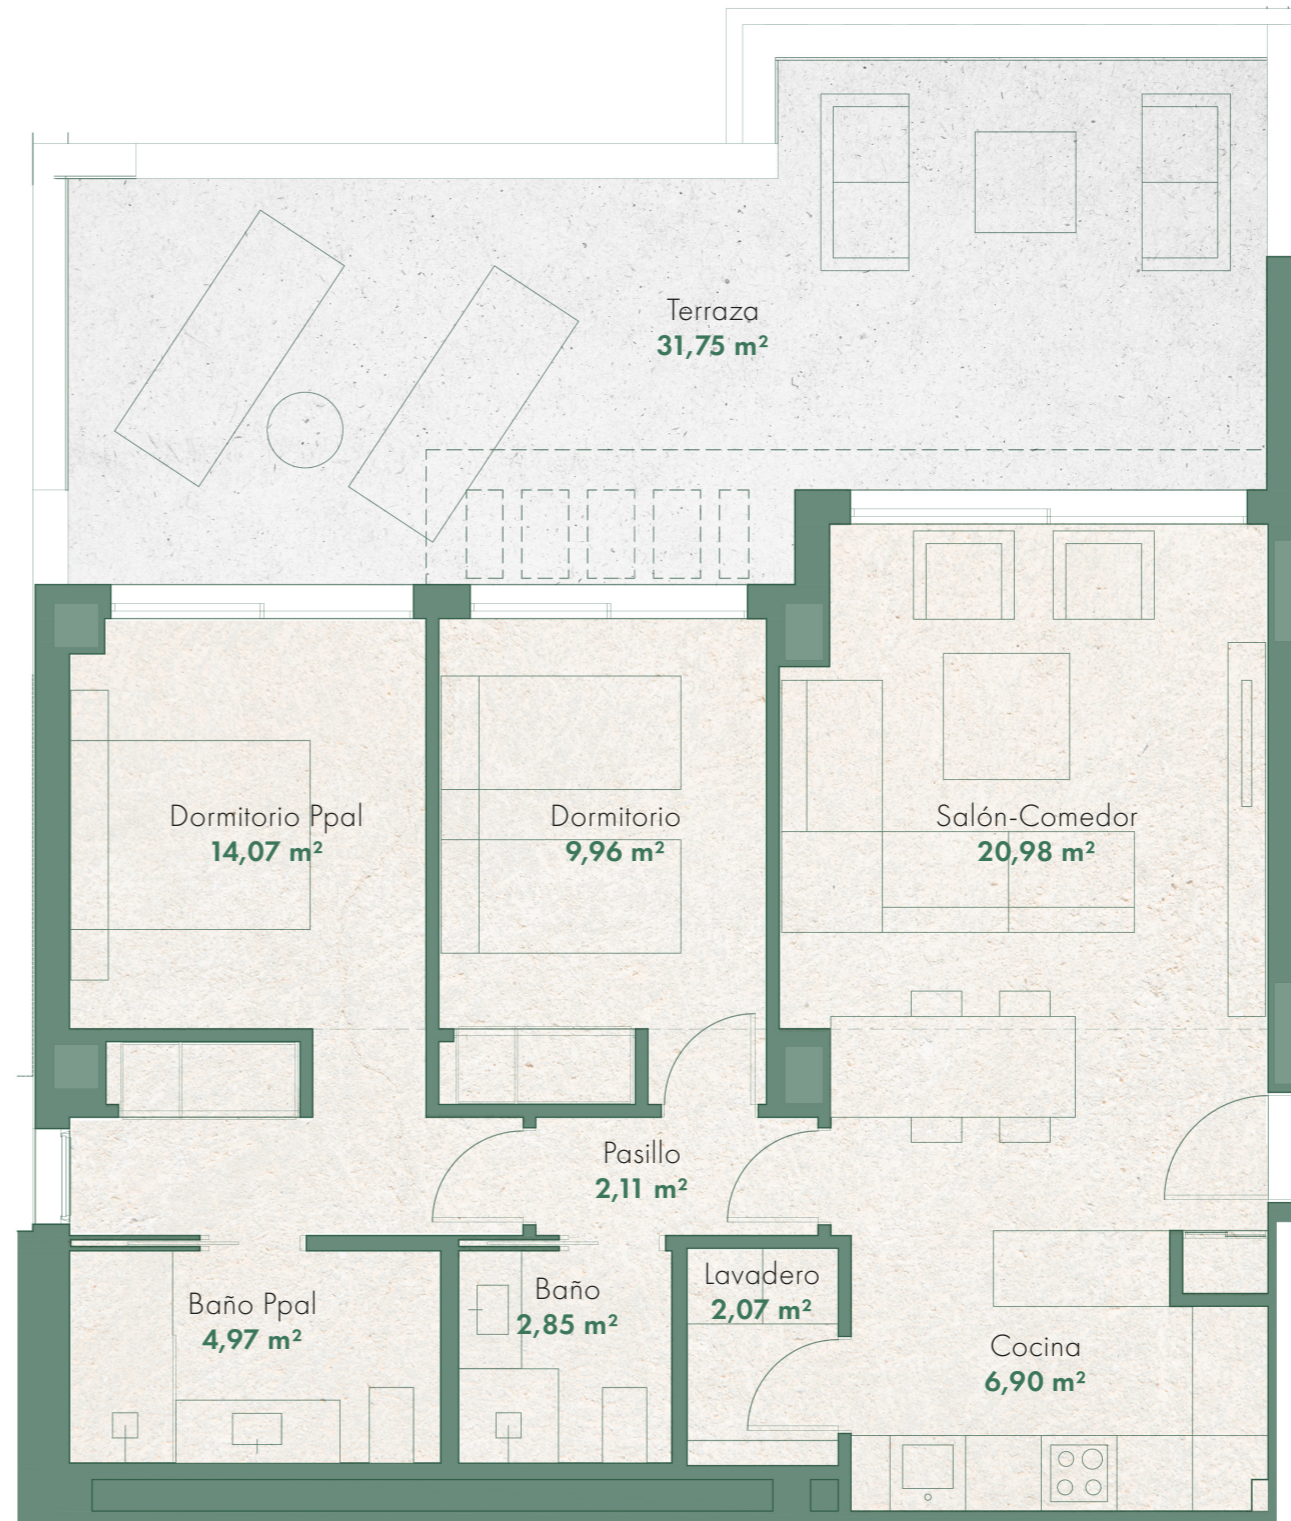 Terraza
31,75 m²
Dormitorio Ppal
14,07 m²
Dormitorio
9,96 m²
Salón-Comedor
20,98 m²
Pasillo
2,11 m²
Baño Ppal
4,97 m²
Baño
2,85 m²
Lavadero
2,07 m²
Cocina
6,90 m²